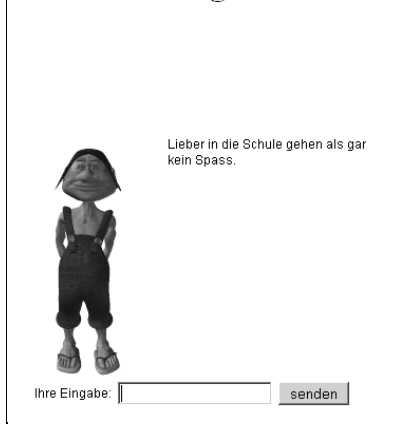 Lieber in die Schule gehen als gar
kein Spass.
Ihre Eingabe: senden